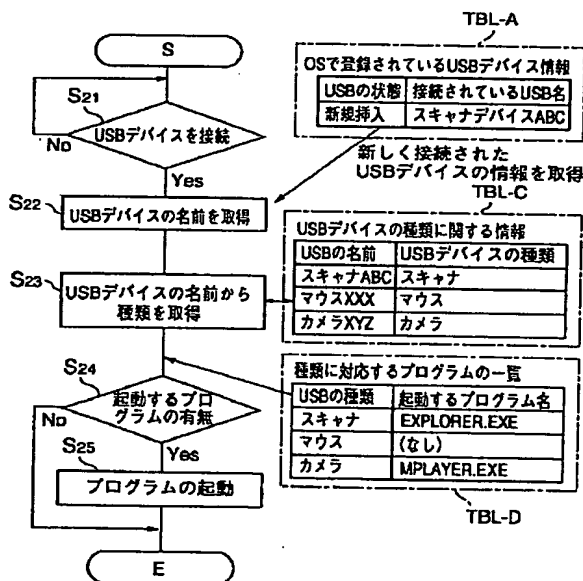 TBL-A
S
OSで登録されているUSBデバイス情報
USBの状態 接続されているUSB名
新規挿入 スキャナデバイスABC
S21
USBデバイスを接続
No
Yes
新しく接続された
USBデバイスの情報を取得
S22
USBデバイスの名前を取得
TBL-C
USBデバイスの種類に関する情報
USBの名前 USBデバイスの種類
スキャナABC スキャナ
マウスXXX マウス
カメラXYZ カメラ
S23
USBデバイスの名前から
種類を取得
S24
起動するプロ
グラムの有無
No
Yes
種類に対応するプログラムの一覧
USBの種類 起動するプログラム名
スキャナ EXPLORER.EXE
マウス (なし)
カメラ MPLAYER.EXE
S25
プログラムの起動
TBL-D
E